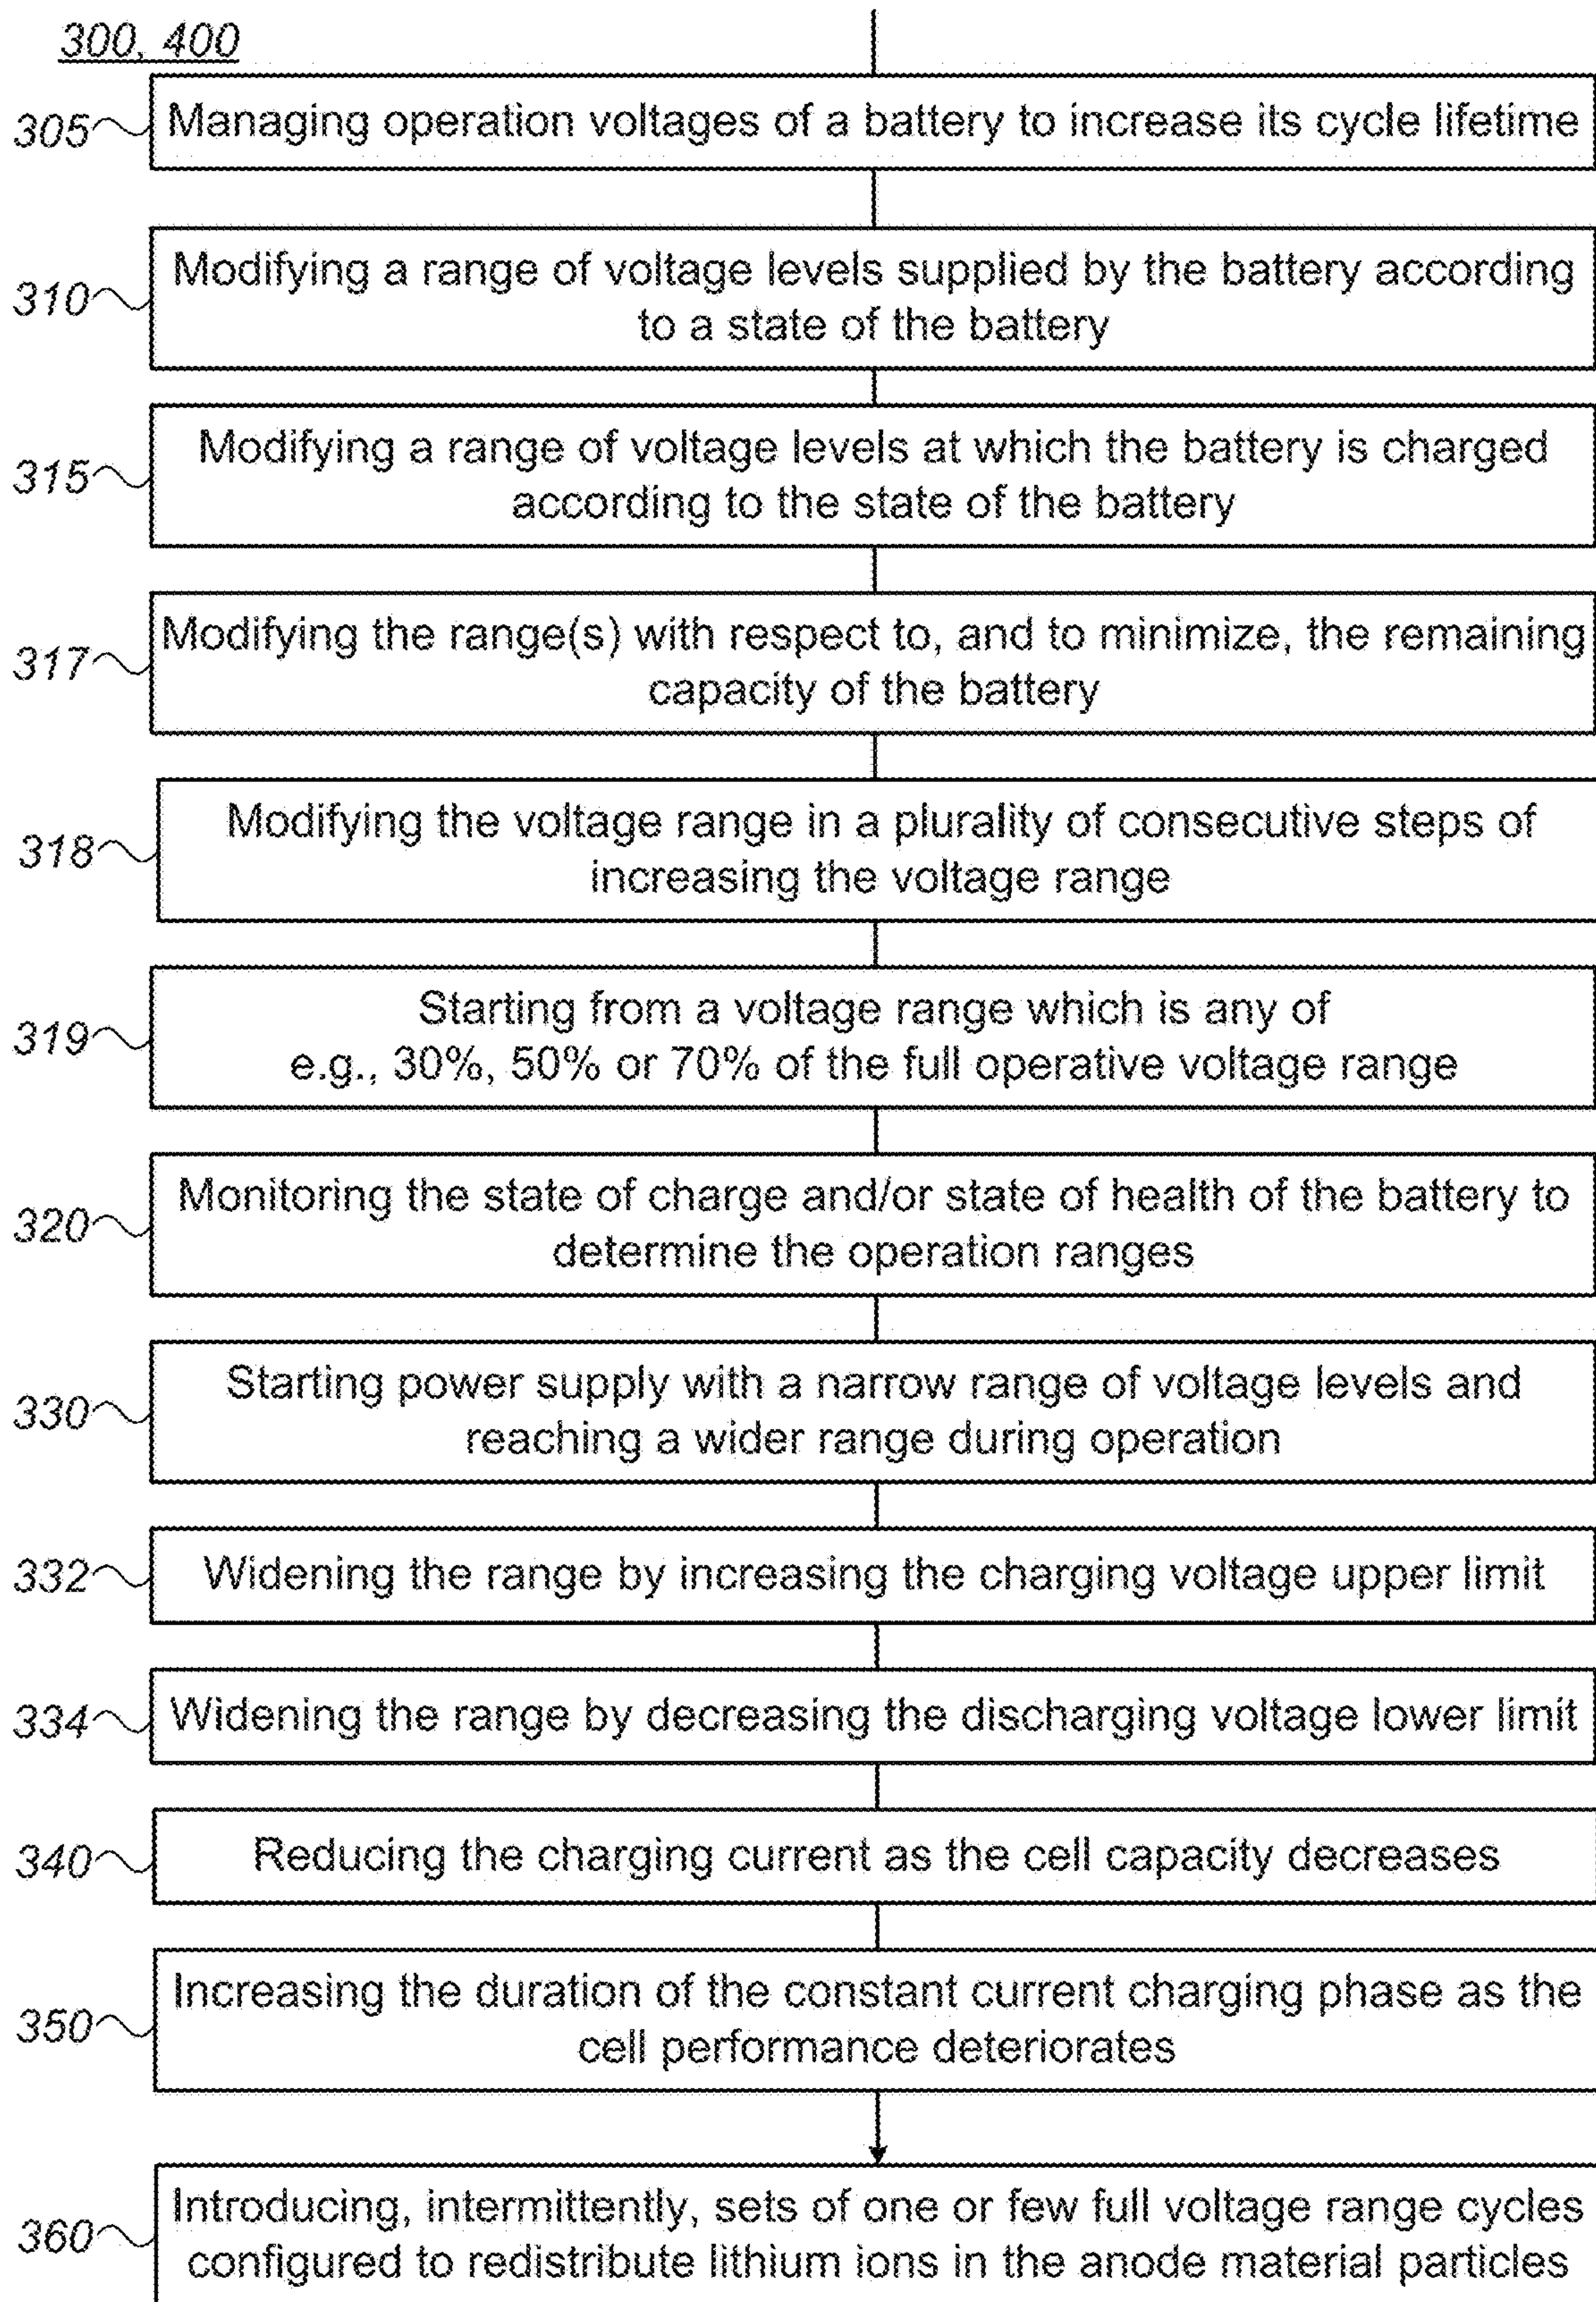 300, 400
305 Managing operation voltages of a battery to increase its cycle lifetime
310 Modifying a range of voltage levels supplied by the battery according
to a state of the battery
315 Modifying a range of voltage levels at which the battery is charged
according to the state of the battery
317 Modifying the range(s) with respect to, and to minimize, the remaining
capacity of the battery
318 Modifying the voltage range in a plurality of consecutive steps of
increasing the voltage range
319 Starting from a voltage range which is any of
e.g., 30%, 50% or 70% of the full operative voltage range
320 Monitoring the state of charge and/or state of health of the battery to
determine the operation ranges
330 Starting power supply with a narrow range of voltage levels and
reaching a wider range during operation
332 Widening the range by increasing the charging voltage upper limit
334 Widening the range by decreasing the discharging voltage lower limit
340 Reducing the charging current as the cell capacity decreases
350 Increasing the duration of the constant current charging phase as the
cell performance deteriorates
360 Introducing, intermittently, sets of one or few full voltage range cycles
configured to redistribute lithium ions in the anode material particles